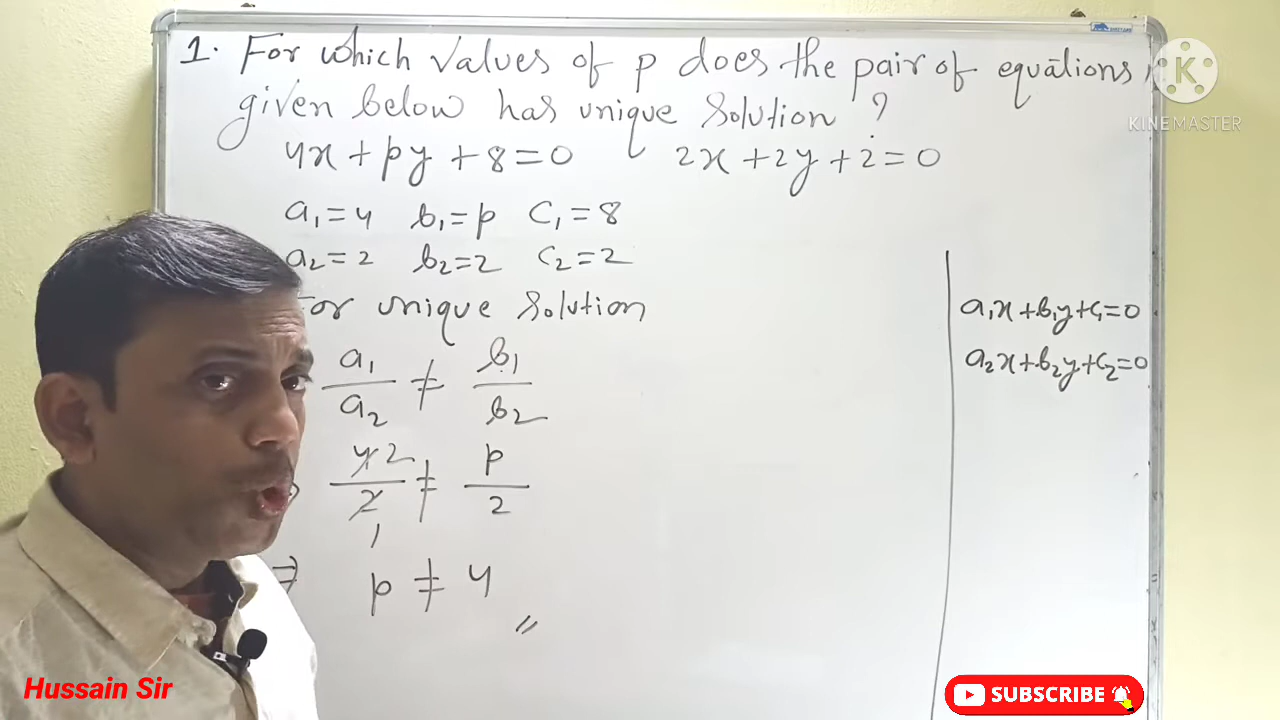 1. For which values of p does the pair of equations
given below has unique solution ?
4x + py + 8 = 0 2x + 2y + 2 = 0
a₁ = 4 b₁ = p c₁ = 8
a₂ = 2 b₂ = 2 c₂ = 2
For unique solution
a₁/a₂ ≠ b₁/b₂
4 2/2 1 ≠ p/2
⇒ p ≠ 4
a₁x + b₁y + c₁ = 0
a₂x + b₂y + c₂ = 0
K
KINEMASTER
Hussain Sir
SUBSCRIBE